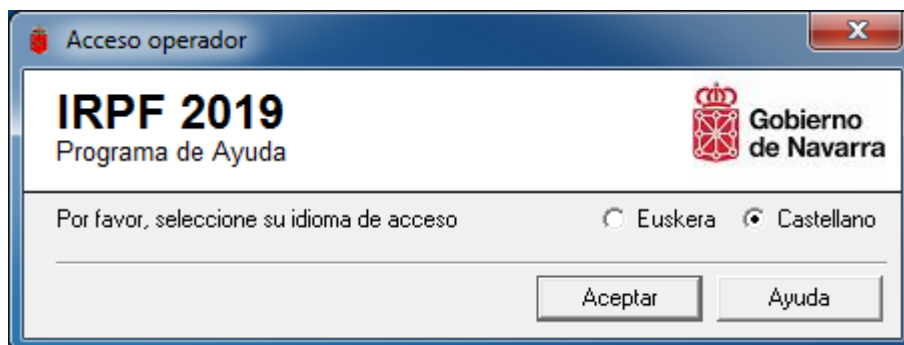 Acceso operador
IRPF 2019
Programa de Ayuda
Gobierno
de Navarra
Por favor, seleccione su idioma de acceso
Euskera
Castellano
Aceptar
Ayuda